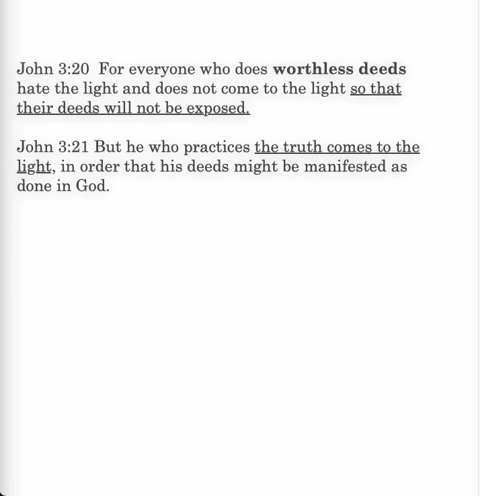 John 3:20  For everyone who does worthless deeds
hate the light and does not come to the light so that
their deeds will not be exposed.
John 3:21 But he who practices the truth comes to the
light, in order that his deeds might be manifested as
done in God.